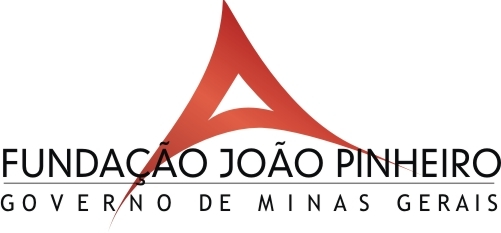 FUNDAÇÃO JOÃO PINHEIRO
GOVERNO DE MINAS GERAIS